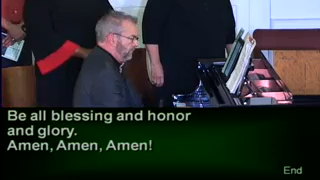 Be all blessing and honor
and glory.
Amen, Amen, Amen!
End